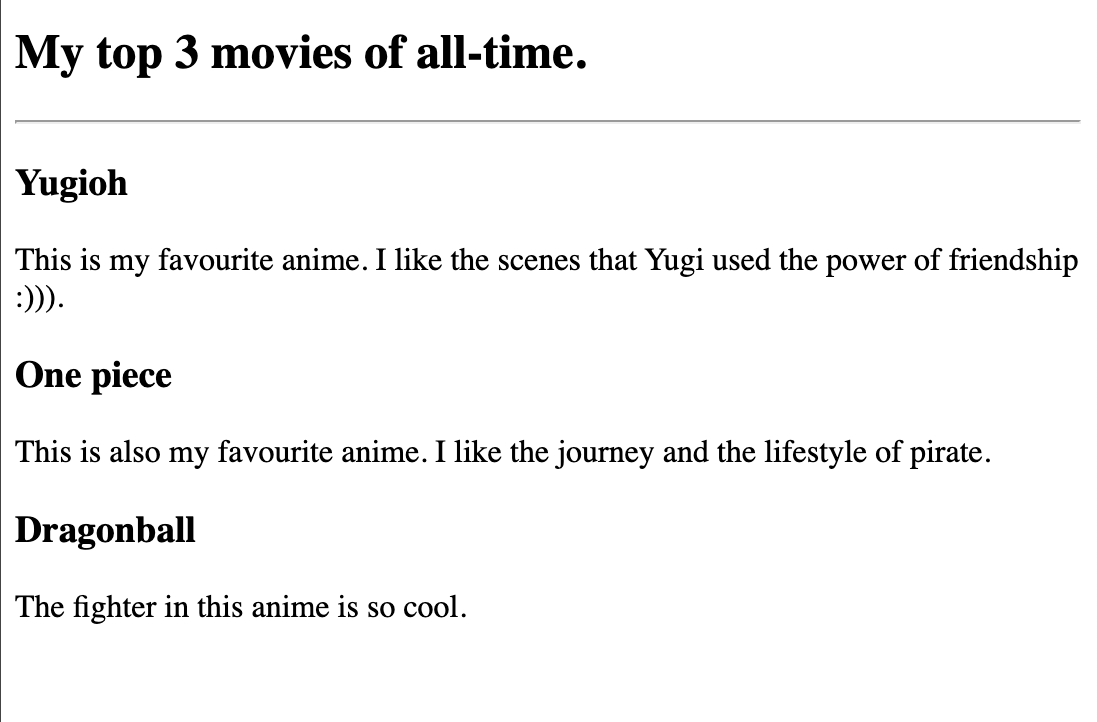 My top 3 movies of all-time.
Yugioh
This is my favourite anime. I like the scenes that Yugi used the power of friendship
:))).
One piece
This is also my favourite anime. I like the journey and the lifestyle of pirate.
Dragonball
The fighter in this anime is so cool.